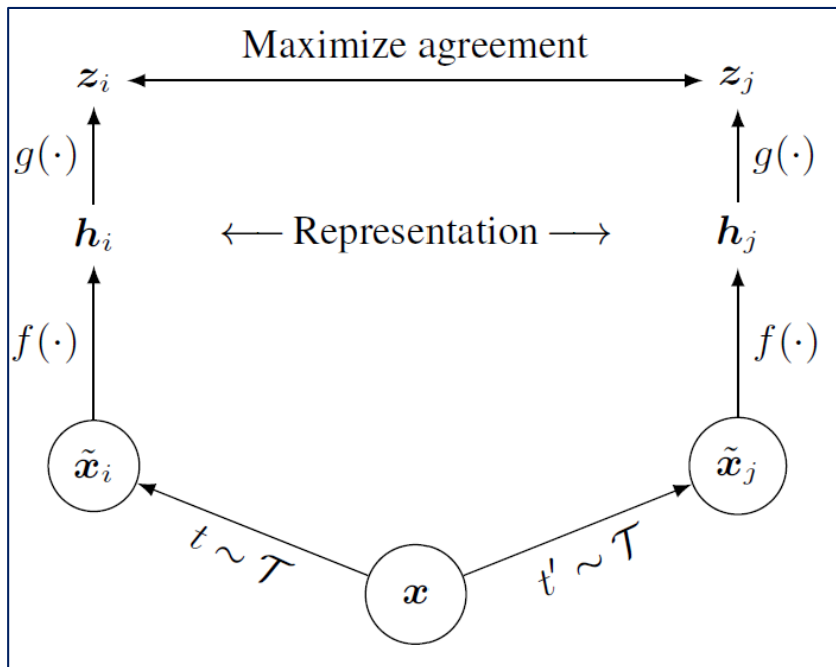 Maximize agreement
z_i z_j
g(·) g(·)
h_i ← Representation → h_j
f(·) f(·)
x̃_i x̃_j
t ~ 𝒯 t' ~ 𝒯
x